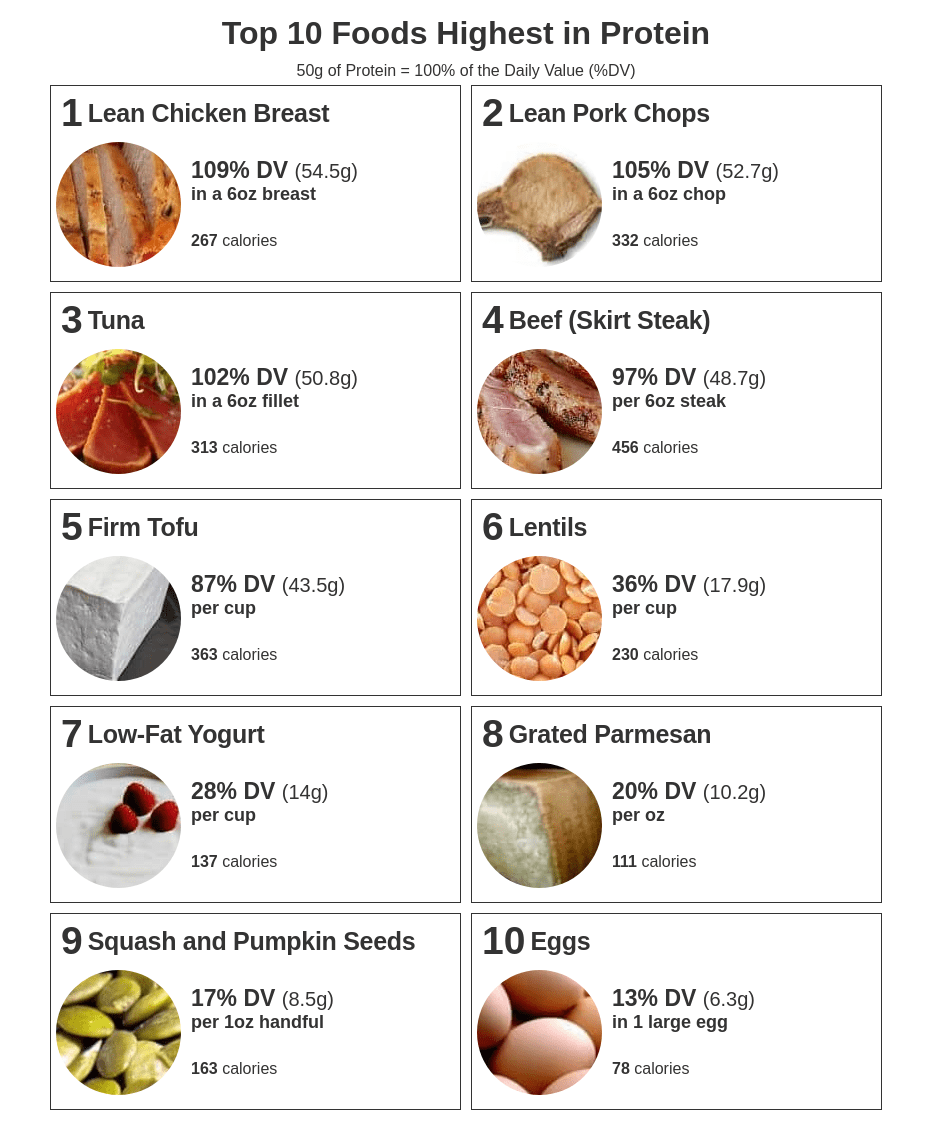 Top 10 Foods Highest in Protein
50g of Protein = 100% of the Daily Value (%DV)
1 Lean Chicken Breast
109% DV (54.5g)
in a 6oz breast
267 calories
2 Lean Pork Chops
105% DV (52.7g)
in a 6oz chop
332 calories
3 Tuna
102% DV (50.8g)
in a 6oz fillet
313 calories
4 Beef (Skirt Steak)
97% DV (48.7g)
per 6oz steak
456 calories
5 Firm Tofu
87% DV (43.5g)
per cup
363 calories
6 Lentils
36% DV (17.9g)
per cup
230 calories
7 Low-Fat Yogurt
28% DV (14g)
per cup
137 calories
8 Grated Parmesan
20% DV (10.2g)
per oz
111 calories
9 Squash and Pumpkin Seeds
17% DV (8.5g)
per 1oz handful
163 calories
10 Eggs
13% DV (6.3g)
in 1 large egg
78 calories